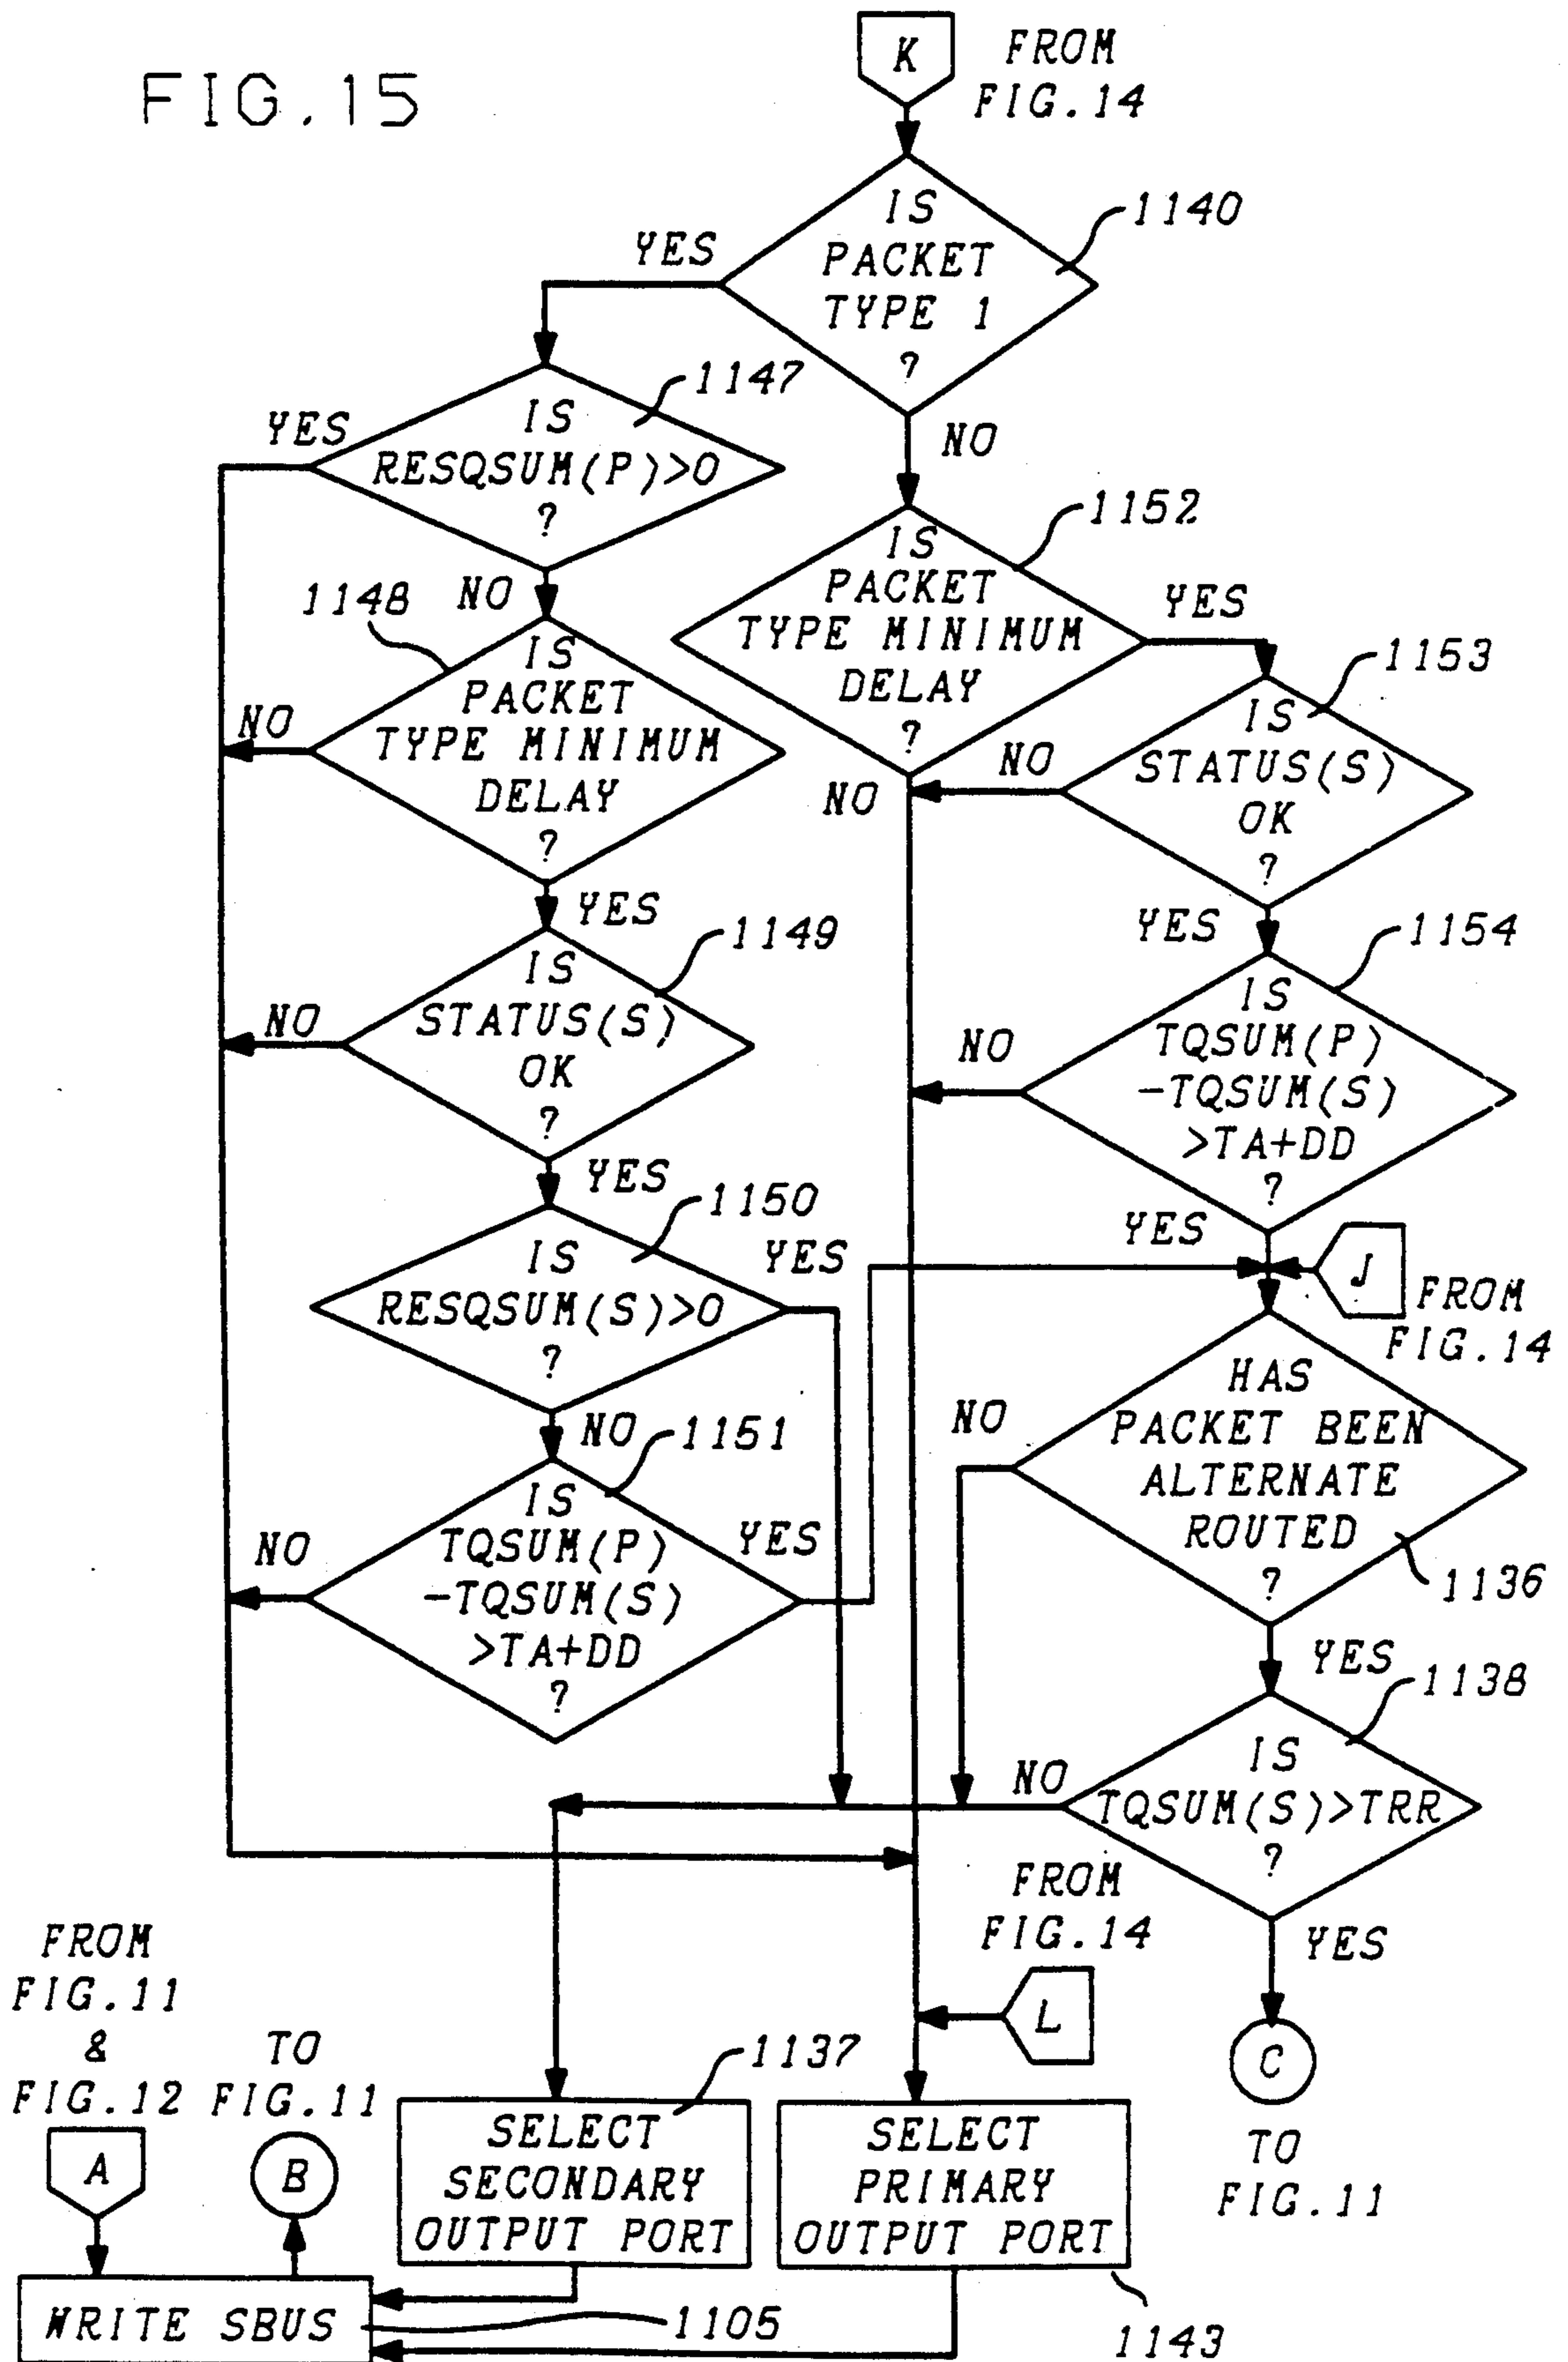 FIG.15
K
FROM
FIG.14
IS
PACKET
TYPE 1
?
1140
YES
NO
IS
RESQSUM(P)>0
?
1147
YES
NO
IS
PACKET
TYPE MINIMUM
DELAY
?
1152
YES
NO
1148
IS
PACKET
TYPE MINIMUM
DELAY
?
NO
YES
IS
STATUS(S)
OK
?
1153
NO
YES
IS
STATUS(S)
OK
?
1149
NO
YES
IS
TQSUM(P)
-TQSUM(S)
>TA+DD
?
1154
NO
YES
IS
RESQSUM(S)>0
?
1150
YES
NO
J
FROM
FIG.14
HAS
PACKET BEEN
ALTERNATE
ROUTED
?
1136
NO
YES
IS
TQSUM(P)
-TQSUM(S)
>TA+DD
?
1151
NO
YES
IS
TQSUM(S)>TRR
?
1138
NO
YES
FROM
FIG.14
L
C
TO
FIG.11
FROM
FIG.11
&
FIG.12
A
TO
FIG.11
B
SELECT
SECONDARY
OUTPUT PORT
1137
SELECT
PRIMARY
OUTPUT PORT
1143
WRITE SBUS
1105